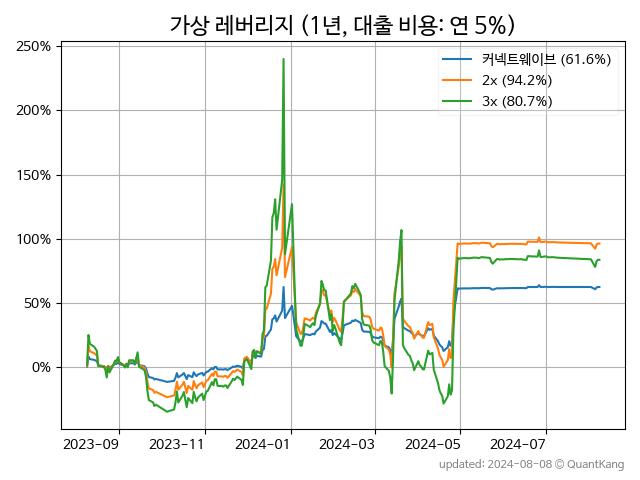 가상 레버리지 (1년, 대출 비용: 연 5%)
커넥트웨이브 (61.6%)
2x (94.2%)
3x (80.7%)
250%
200%
150%
100%
50%
0%
2023-09
2023-11
2024-01
2024-03
2024-05
2024-07
updated: 2024-08-08 © QuantKang